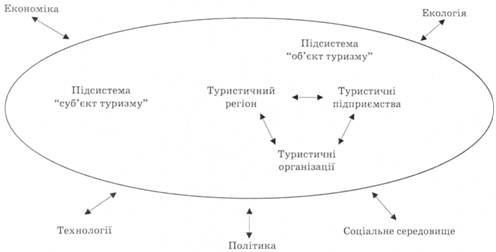 Економіка
Екологія
Підсистема
“об’єкт туризму”
Підсистема
“суб’єкт туризму”
Туристичний
регіон
Туристичні
підприємства
Туристичні
організації
Технології
Політика
Соціальне середовище